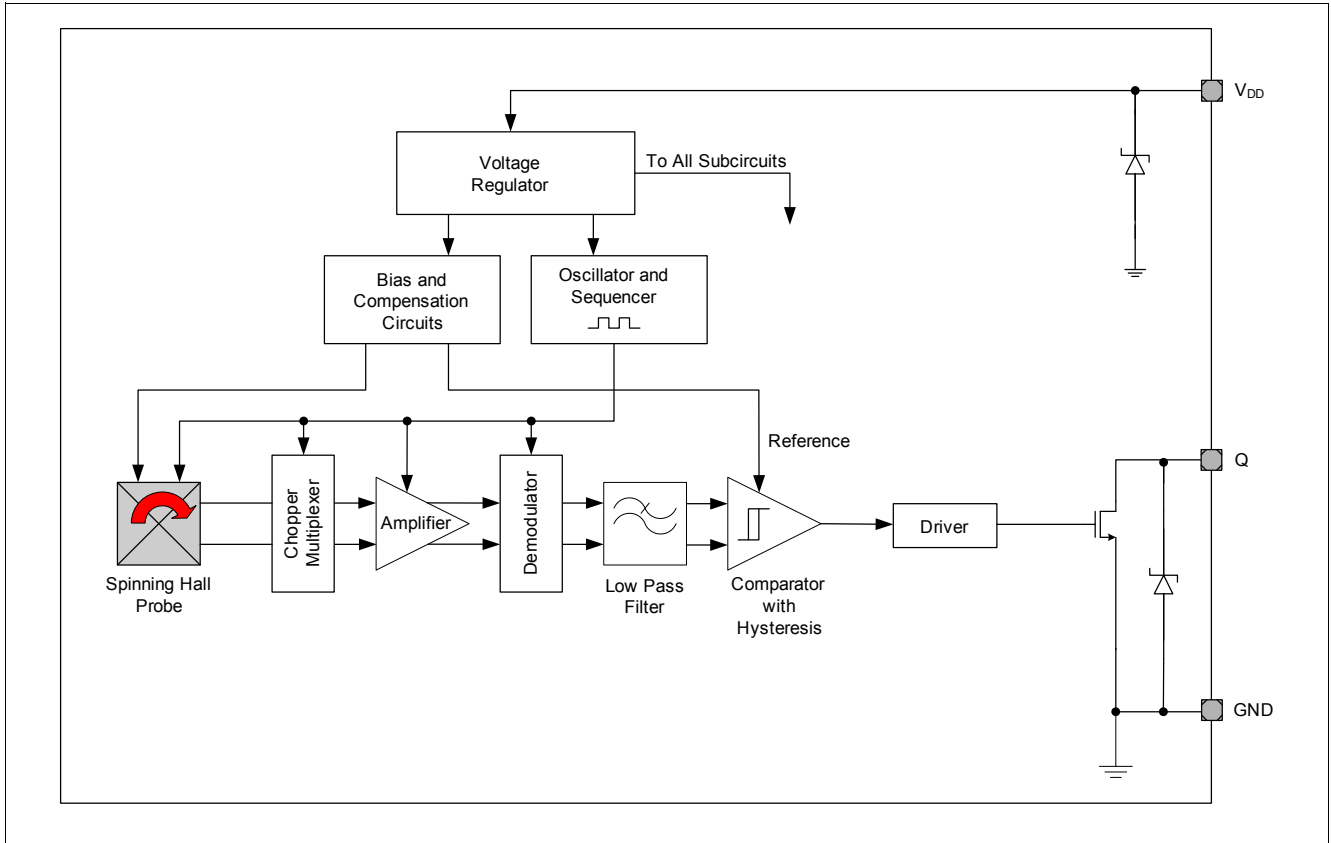 V_DD
Voltage
Regulator
To All Subcircuits
Bias and
Compensation
Circuits
Oscillator and
Sequencer
Reference
Q
Chopper
Multiplexer
Amplifier
Demodulator
Driver
Spinning Hall
Probe
Low Pass
Filter
Comparator
with
Hysteresis
GND